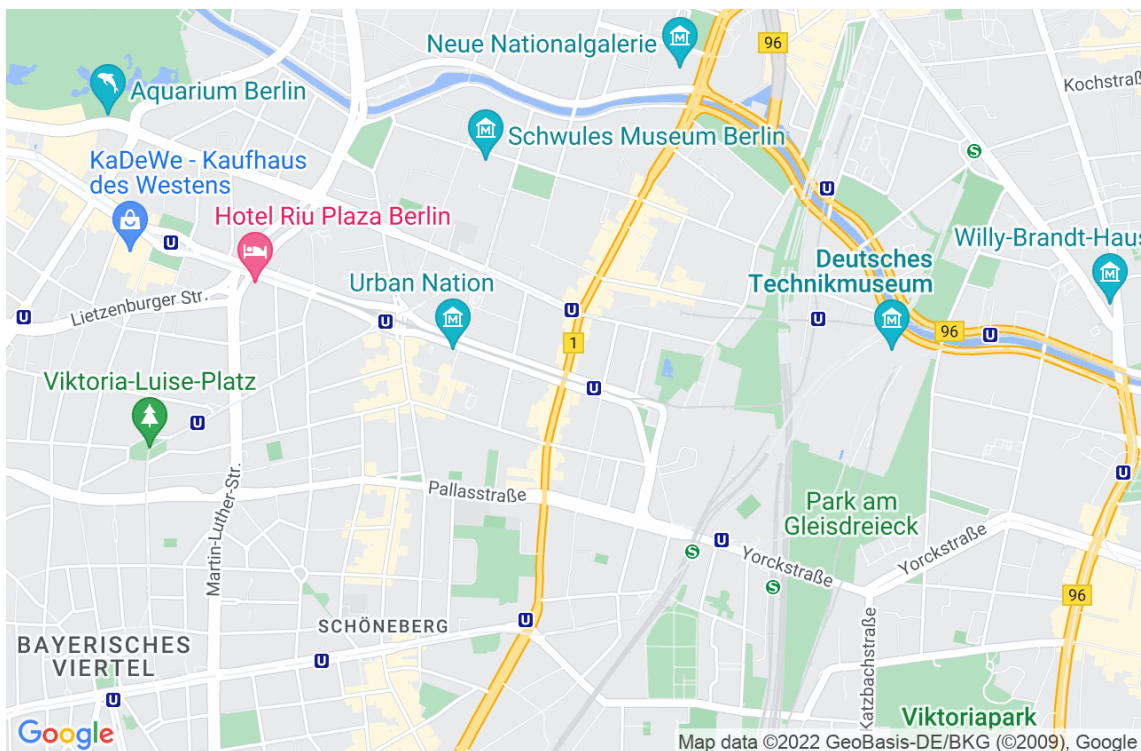 Neue Nationalgalerie
96
Kochstraße
Aquarium Berlin
Schwules Museum Berlin
S
KaDeWe - Kaufhaus
des Westens
U
U
Hotel Riu Plaza Berlin
Willy-Brandt-Haus
Deutsches
Technikmuseum
Urban Nation
Lietzenburger Str.
U
U
U
U
96
U
1
Viktoria-Luise-Platz
U
U
Pallasstraße
U
Park am
Gleisdreieck
Martin-Luther-Str.
U
S
Yorckstraße
Yorckstraße
S
96
SCHÖNEBERG
U
BAYERISCHES
VIERTEL
U
Katzbachstraße
U
Viktoriapark
Google
Map data ©2022 GeoBasis-DE/BKG (©2009), Google